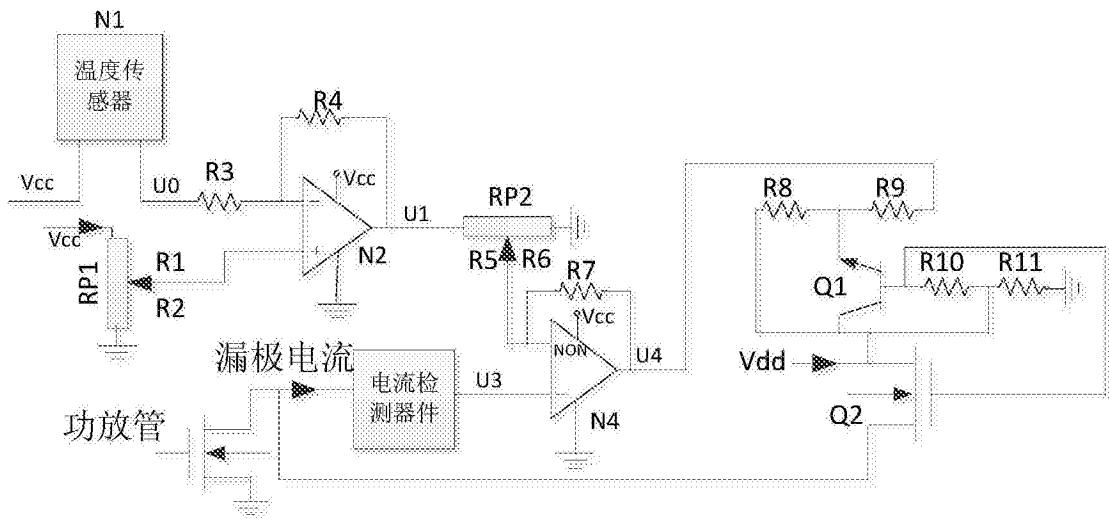 N1
温度传
感器
Vcc
U0
R3
R4
Vcc
U1
N2
Vcc
RP1
R1
R2
RP2
R5
R6
R7
Vcc
NON
U4
N4
漏极电流
电流检
测器件
U3
功放管
R8
R9
Q1
R10
R11
Vdd
Q2